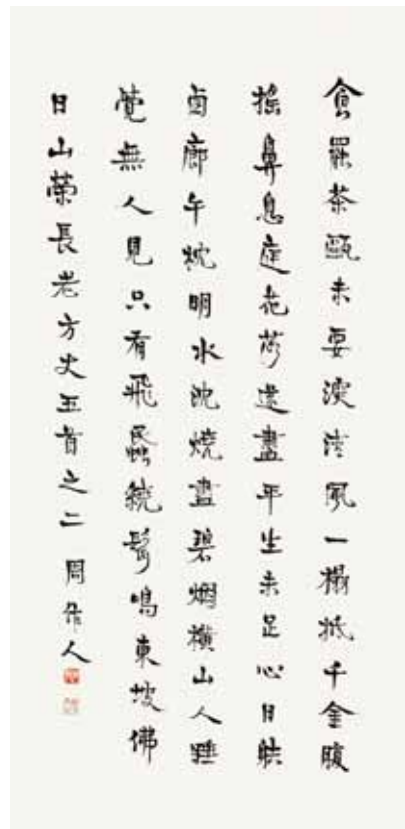 食罷茶甌未要深清風一榻抵千金腹
搖鼻息庭花落還盡平生未足心日射
囬廊午枕明水沈燒盡碧烟橫山人睡
覺無人見只有飛蟁繞鬢鳴東坡佛
日山榮長老方丈五首之二 周作人